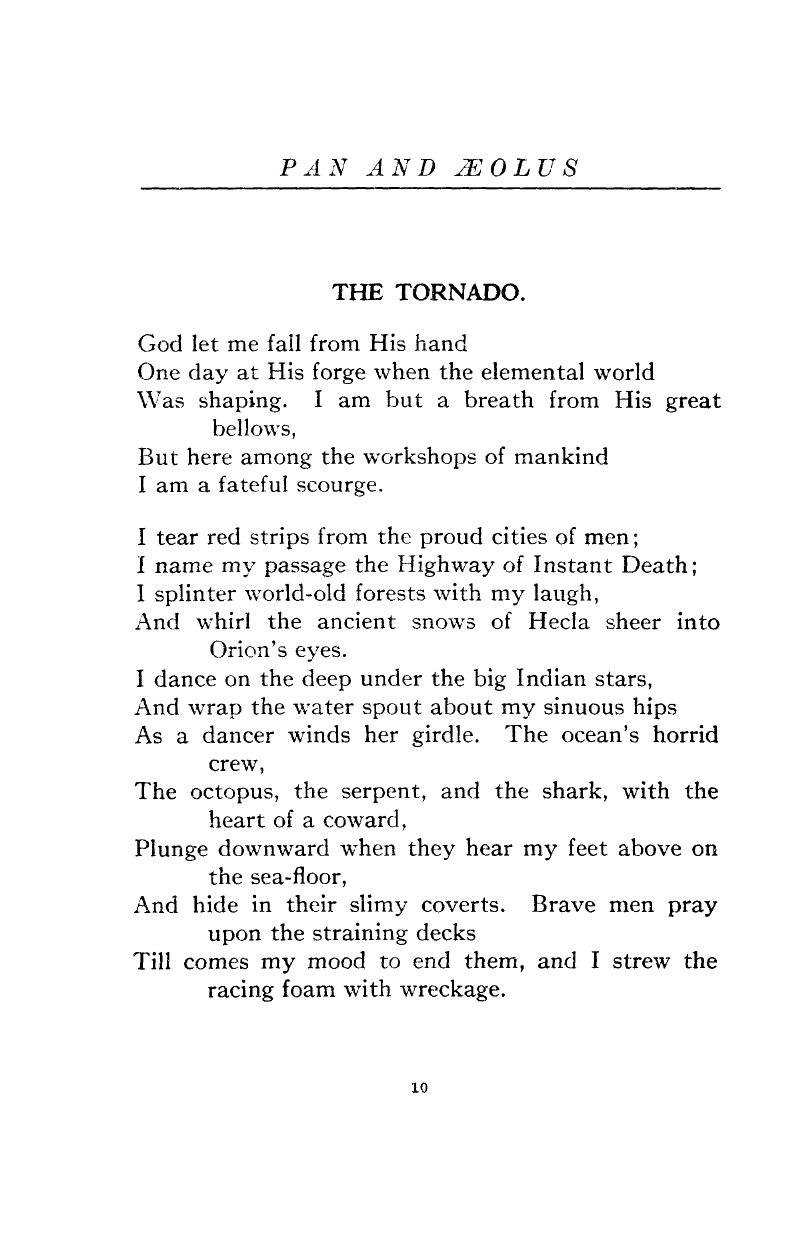 PAN AND ÆOLUS
THE TORNADO.
God let me fall from His hand
One day at His forge when the elemental world
Was shaping. I am but a breath from His great
bellows,
But here among the workshops of mankind
I am a fateful scourge.
I tear red strips from the proud cities of men;
I name my passage the Highway of Instant Death;
I splinter world-old forests with my laugh,
And whirl the ancient snows of Hecla sheer into
Orion's eyes.
I dance on the deep under the big Indian stars,
And wrap the water spout about my sinuous hips
As a dancer winds her girdle. The ocean's horrid
crew,
The octopus, the serpent, and the shark, with the
heart of a coward,
Plunge downward when they hear my feet above on
the sea-floor,
And hide in their slimy coverts. Brave men pray
upon the straining decks
Till comes my mood to end them, and I strew the
racing foam with wreckage.
10